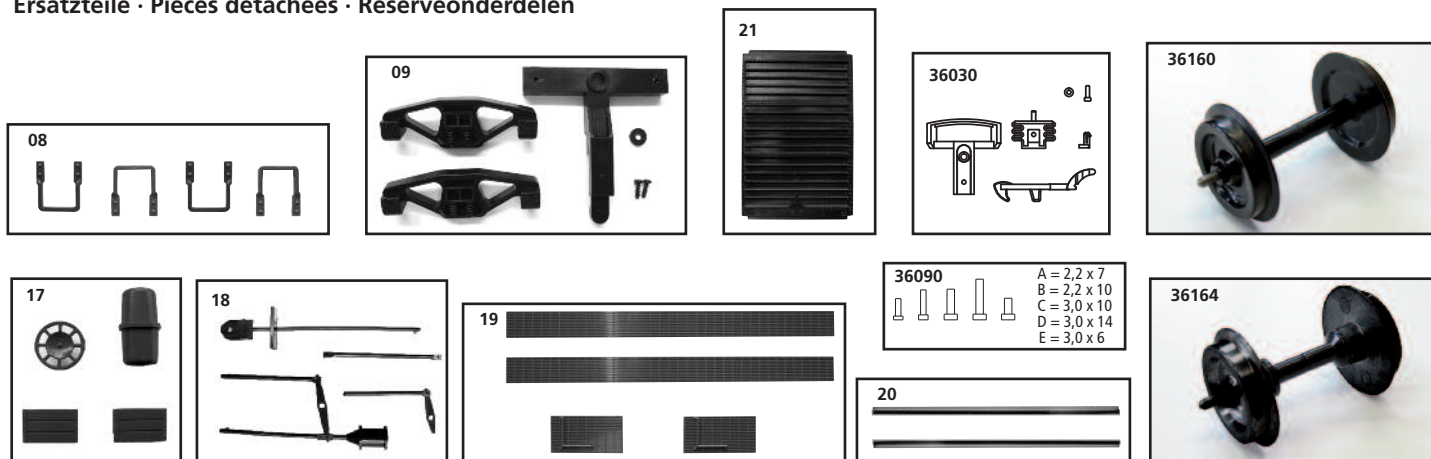 Ersatzteile · Pièces détachées · Reserveonderdelen
08
09
21
36030
36160
17
18
19
36090
A = 2,2 x 7
B = 2,2 x 10
C = 3,0 x 10
D = 3,0 x 14
E = 3,0 x 6
20
36164